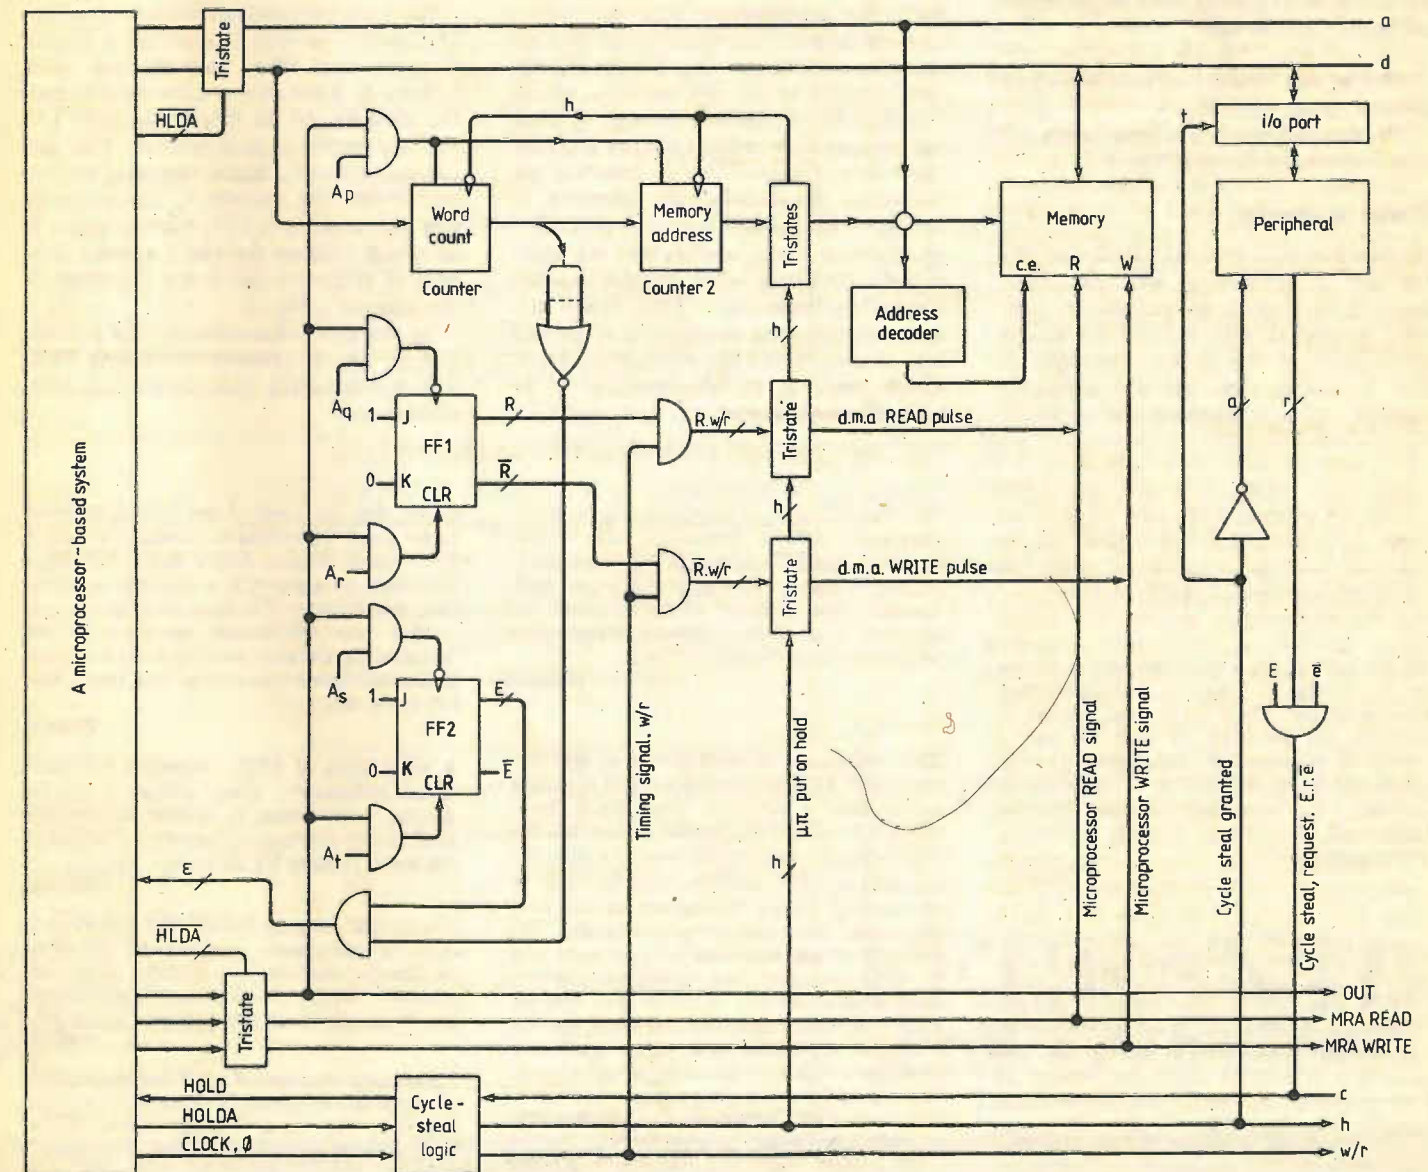 a
Tristate
d
HLDA
h
t
i/o port
Ap
Word count
Memory address
Tristates
Memory
Peripheral
c.e. R W
Counter
Counter 2
Address decoder
h
Aq
1 J
R
R.w/r
Tristate
d.m.a READ pulse
a
r
FF1
0 K
R̅
CLR
h
Ar
R̅.w/r
Tristate
d.m.a. WRITE pulse
A microprocessor-based system
As
1 J
E
E e̅
FF2
0 K
E̅
CLR
Timing signal, w/r
μπ put on hold
Microprocessor READ signal
Microprocessor WRITE signal
Cycle steal granted
Cycle steal, request. E.r.e̅
At
h
ε
HLDA
Tristate
OUT
MRA READ
MRA WRITE
HOLD
HOLDA
CLOCK, Ø
Cycle-steal logic
c
h
w/r